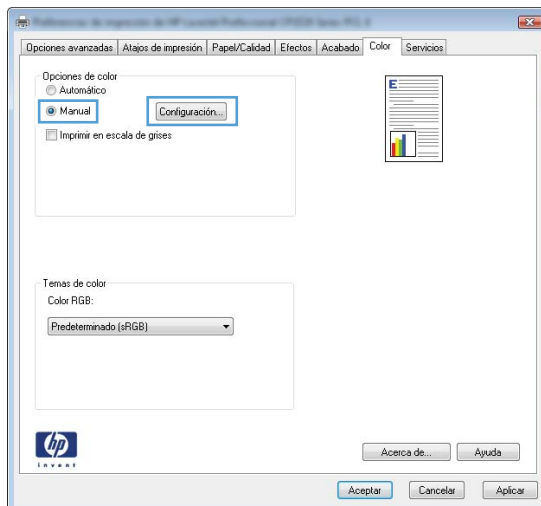 Opciones avanzadas Atajos de impresión Papel/Calidad Efectos Acabado Color Servicios
Opciones de color
Automático
Manual Configuración...
Imprimir en escala de grises
E
Temas de color
Color RGB:
Predeterminado (sRGB)
hp
invent
Acerca de... Ayuda
Aceptar Cancelar Aplicar